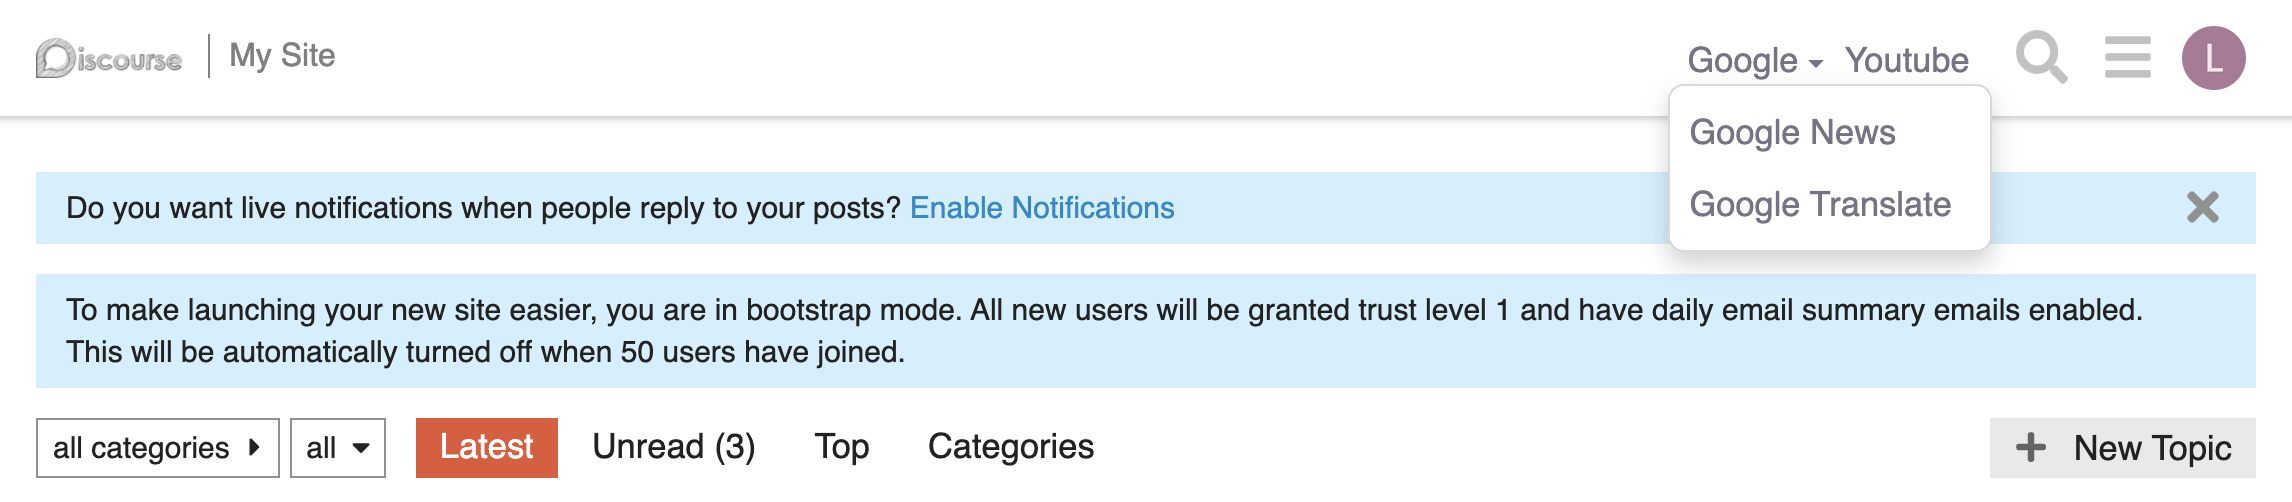 Discourse
My Site
Google
Youtube
L
Google News
Google Translate
Do you want live notifications when people reply to your posts? Enable Notifications
To make launching your new site easier, you are in bootstrap mode. All new users will be granted trust level 1 and have daily email summary emails enabled.
This will be automatically turned off when 50 users have joined.
all categories
all
Latest
Unread (3)
Top
Categories
New Topic